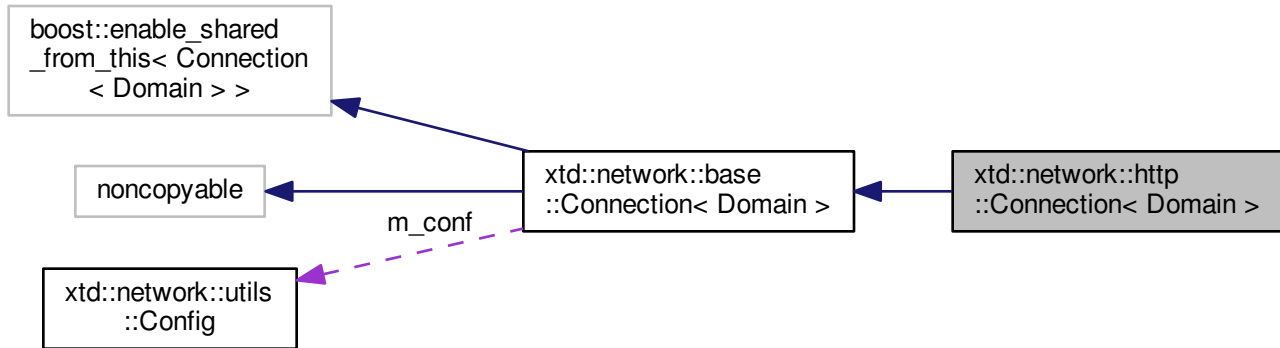 boost::enable_shared
_from_this< Connection
< Domain > >
noncopyable
m_conf
xtd::network::utils
::Config
xtd::network::base
::Connection< Domain >
xtd::network::http
::Connection< Domain >